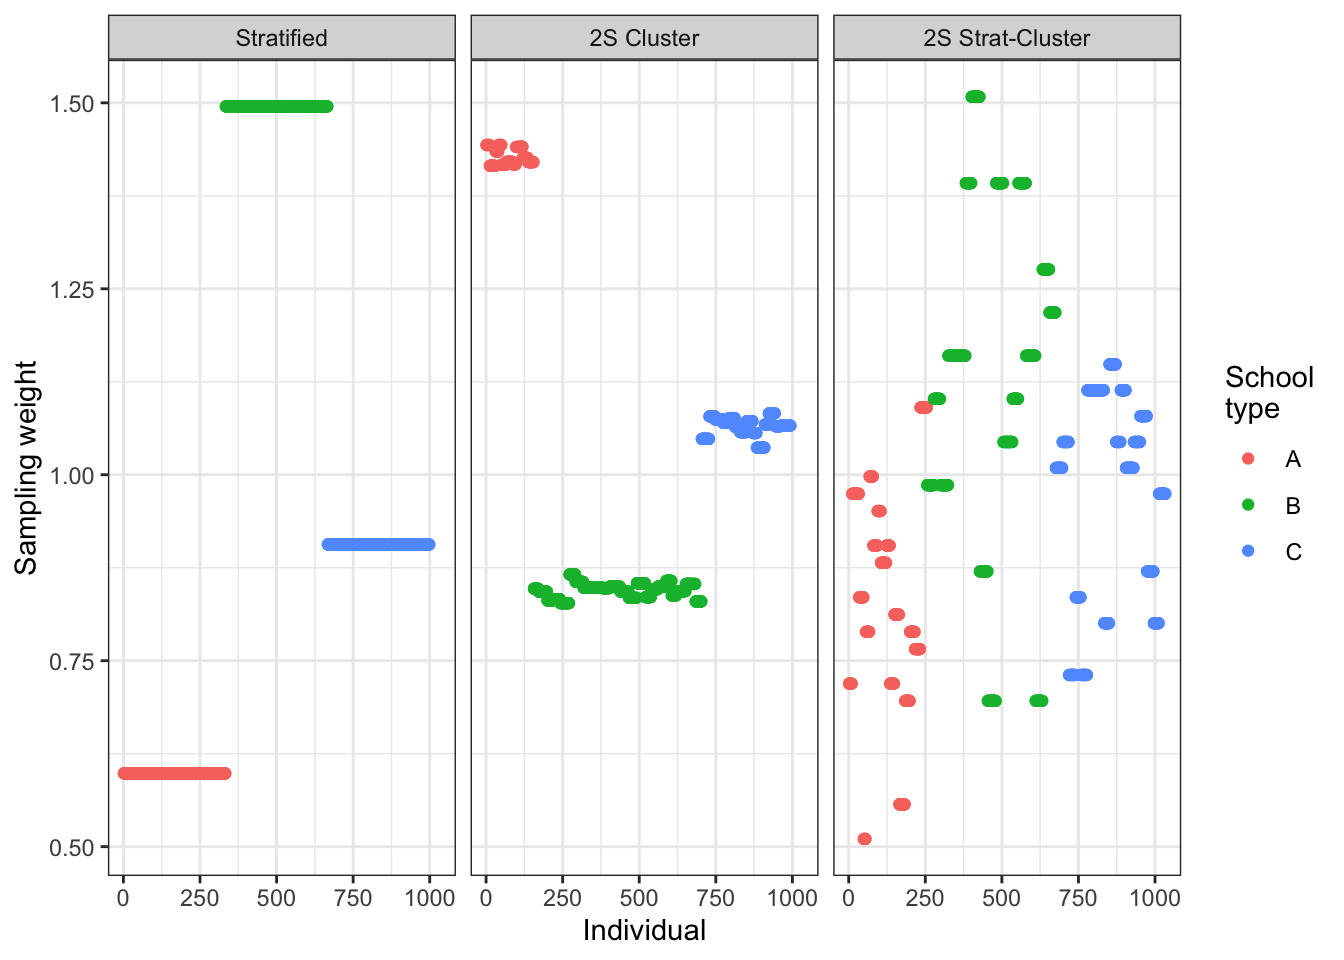 Stratified
2S Cluster
2S Strat-Cluster
Sampling weight
1.50
1.25
1.00
0.75
0.50
0 250 500 750 1000
0 250 500 750 1000
0 250 500 750 1000
Individual
School
type
A
B
C